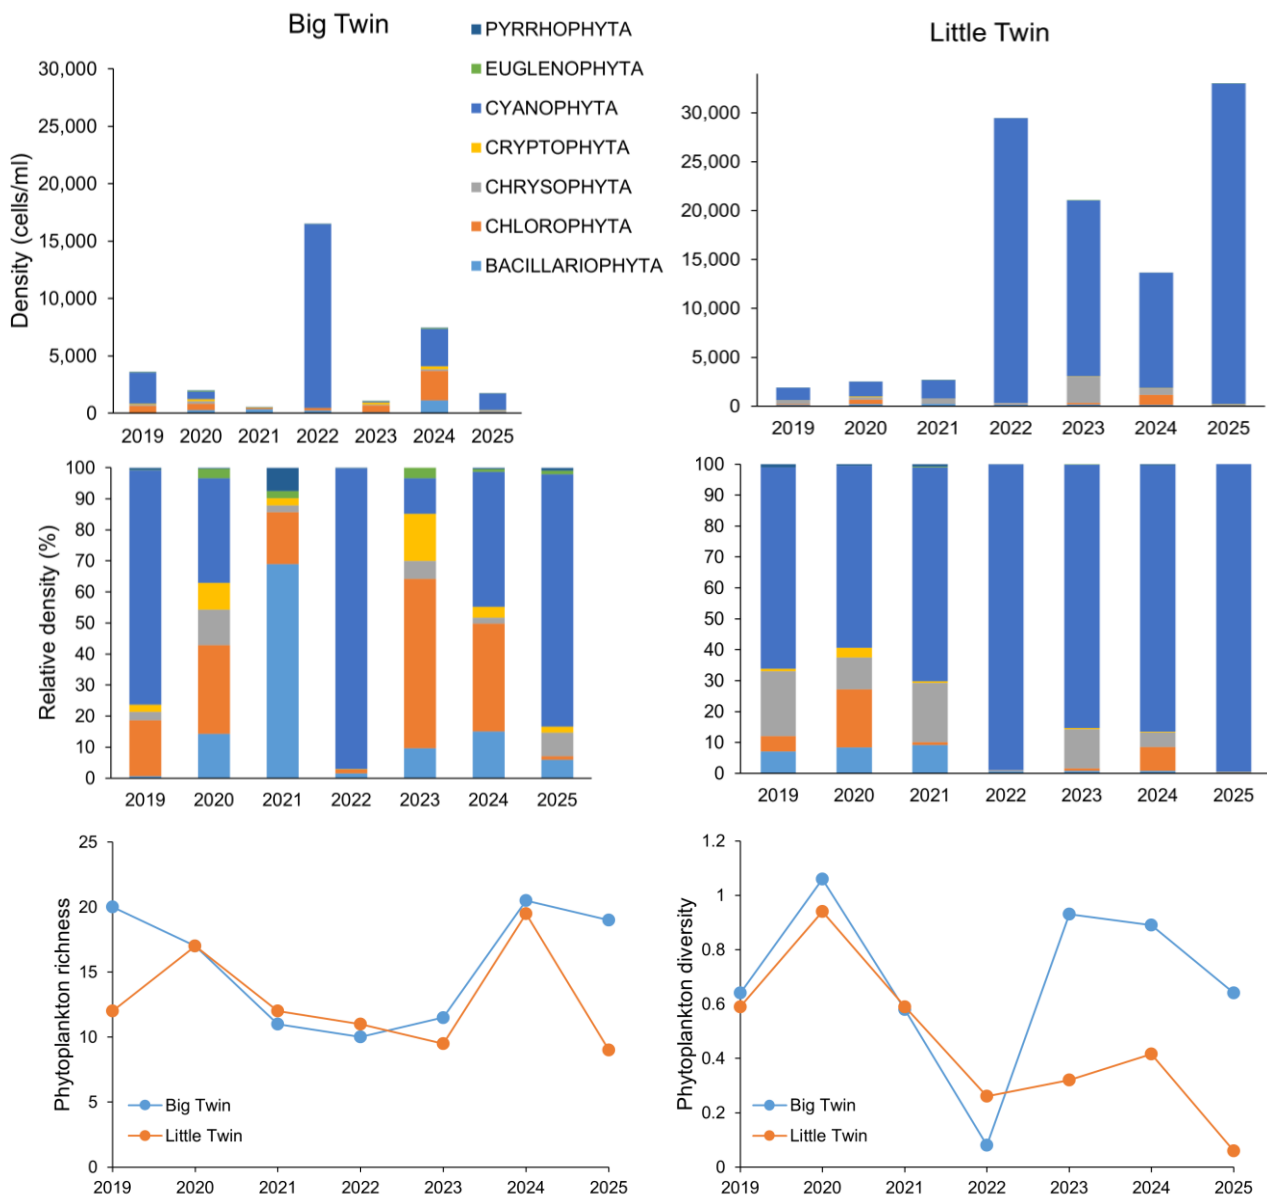 Big Twin
PYRRHOPHYTA
EUGLENOPHYTA
CYANOPHYTA
CRYPTOPHYTA
CHRYSOPHYTA
CHLOROPHYTA
BACILLARIOPHYTA
Density (cells/ml)
30,000
25,000
20,000
15,000
10,000
5,000
0
2019 2020 2021 2022 2023 2024 2025
Little Twin
30,000
25,000
20,000
15,000
10,000
5,000
0
2019 2020 2021 2022 2023 2024 2025
Relative density (%)
100
90
80
70
60
50
40
30
20
10
0
2019 2020 2021 2022 2023 2024 2025
100
90
80
70
60
50
40
30
20
10
0
2019 2020 2021 2022 2023 2024 2025
Phytoplankton richness
25
20
15
10
5
0
Big Twin
Little Twin
2019 2020 2021 2022 2023 2024 2025
Phytoplankton diversity
1.2
1
0.8
0.6
0.4
0.2
0
Big Twin
Little Twin
2019 2020 2021 2022 2023 2024 2025